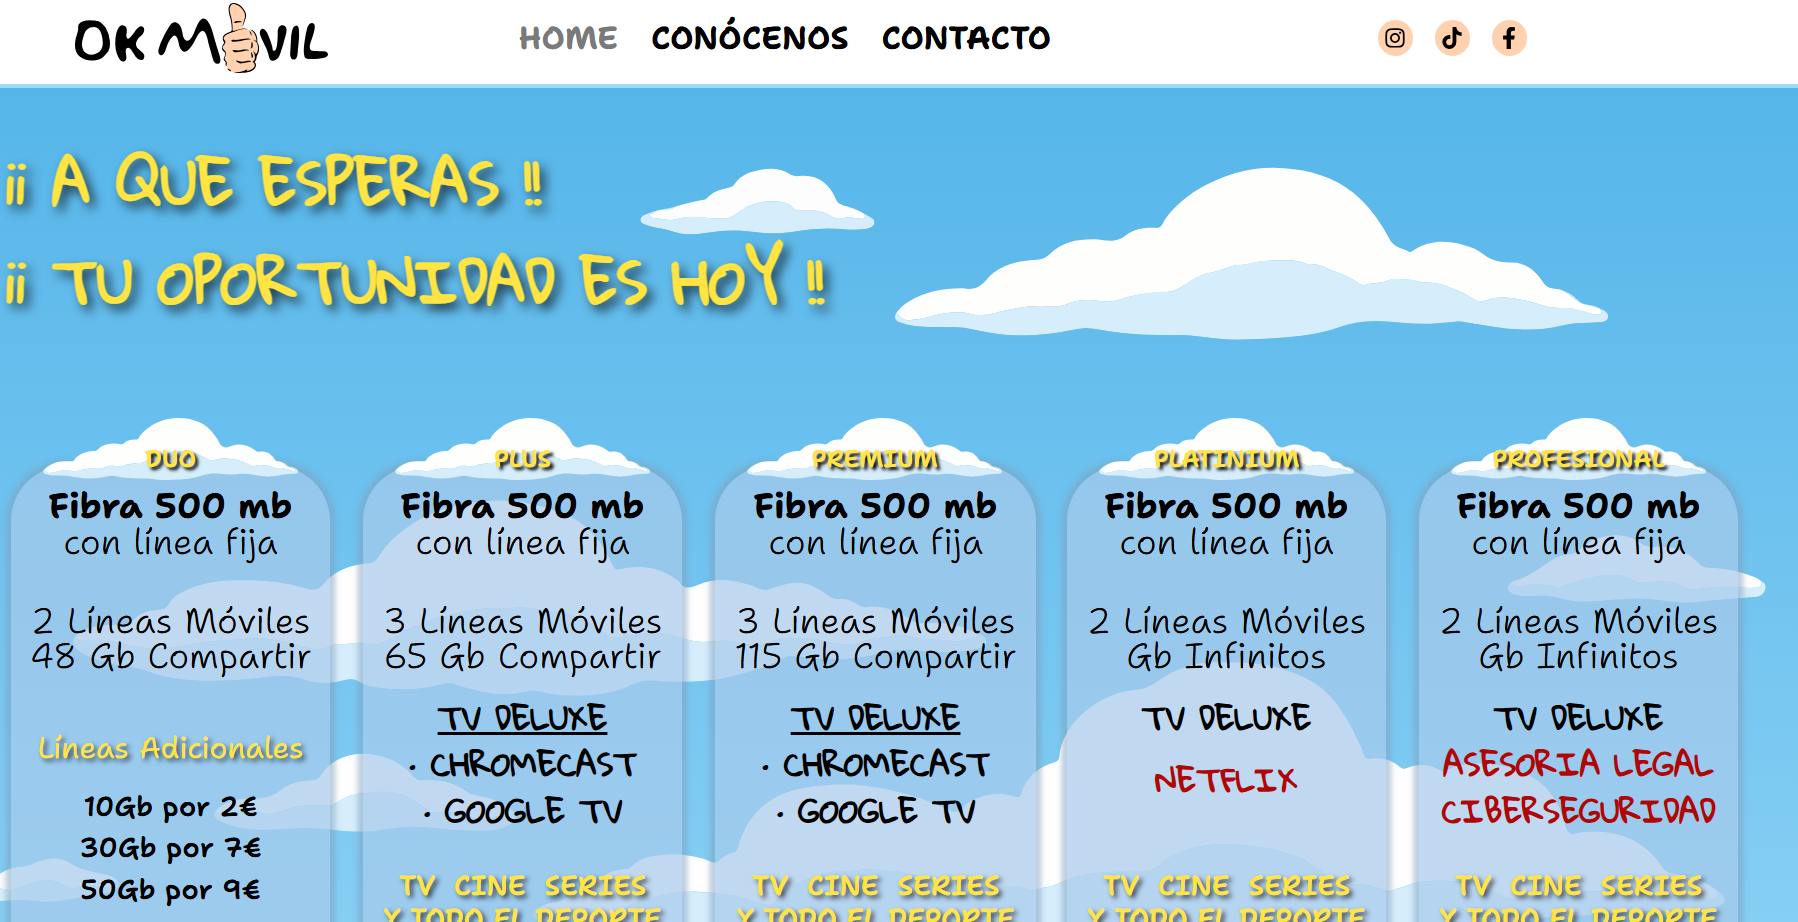 OK MÓVIL
HOME CONÓCENOS CONTACTO
¡¡ A QUE ESPERAS !!
¡¡ TU OPORTUNIDAD ES HOY !!
DUO
Fibra 500 mb
con línea fija
2 Líneas Móviles
48 Gb Compartir
Líneas Adicionales
10Gb por 2€
30Gb por 7€
50Gb por 9€
PLUS
Fibra 500 mb
con línea fija
3 Líneas Móviles
65 Gb Compartir
TV DELUXE
· CHROMECAST
· GOOGLE TV
TV CINE SERIES
Y TODO EL DEPORTE
PREMIUM
Fibra 500 mb
con línea fija
3 Líneas Móviles
115 Gb Compartir
TV DELUXE
· CHROMECAST
· GOOGLE TV
TV CINE SERIES
Y TODO EL DEPORTE
PLATINIUM
Fibra 500 mb
con línea fija
2 Líneas Móviles
Gb Infinitos
TV DELUXE
NETFLIX
TV CINE SERIES
Y TODO EL DEPORTE
PROFESIONAL
Fibra 500 mb
con línea fija
2 Líneas Móviles
Gb Infinitos
TV DELUXE
ASESORIA LEGAL
CIBERSEGURIDAD
TV CINE SERIES
Y TODO EL DEPORTE